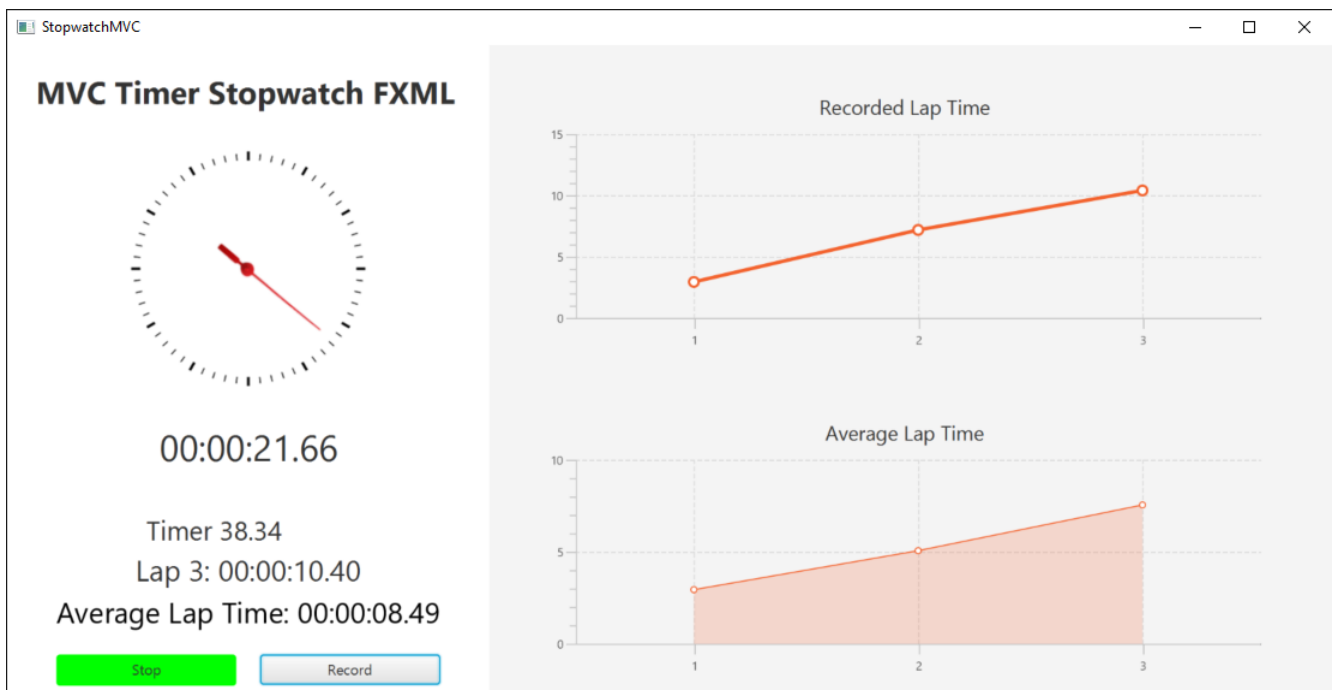 StopwatchMVC
MVC Timer Stopwatch FXML
00:00:21.66
Timer 38.34
Lap 3: 00:00:10.40
Average Lap Time: 00:00:08.49
Stop
Record
Recorded Lap Time
15
10
5
0
1 2 3
Average Lap Time
10
5
0
1 2 3